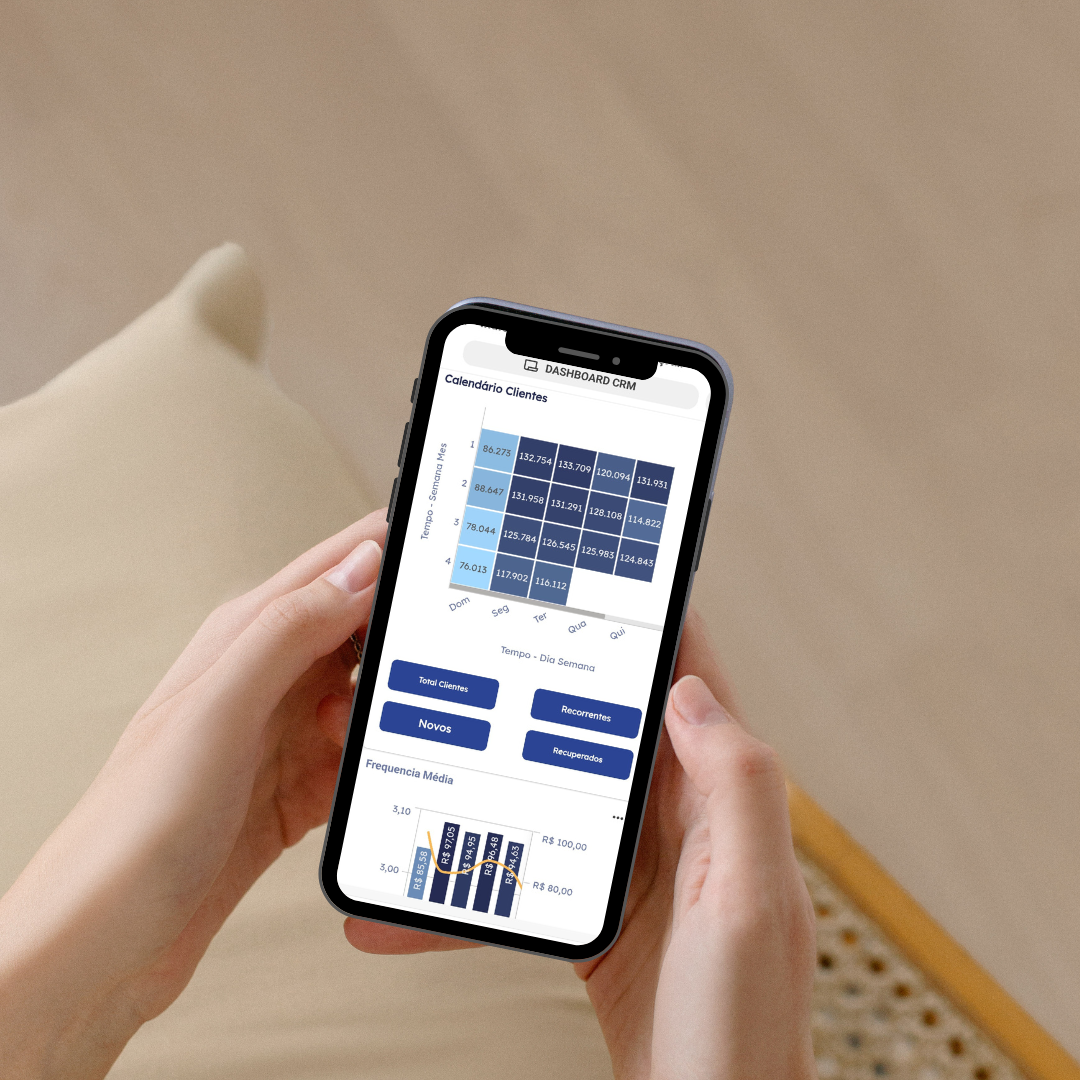 DASHBOARD CRM
Calendário Clientes
Tempo - Semana Mes
1 86.273 132.754 133.709 120.094 131.931
2 88.647 131.958 131.291 128.108 114.822
3 78.044 125.784 126.545 125.983 124.843
4 76.013 117.902 116.112
Dom Seg Ter Qua Qui
Tempo - Dia Semana
Total Clientes Recorrentes
Novos Recuperados
Frequencia Média
3,10 R$ 100,00
3,00 R$ 80,00
R$ 85,58 R$ 97,05 R$ 94,95 R$ 96,48 R$ 94,63